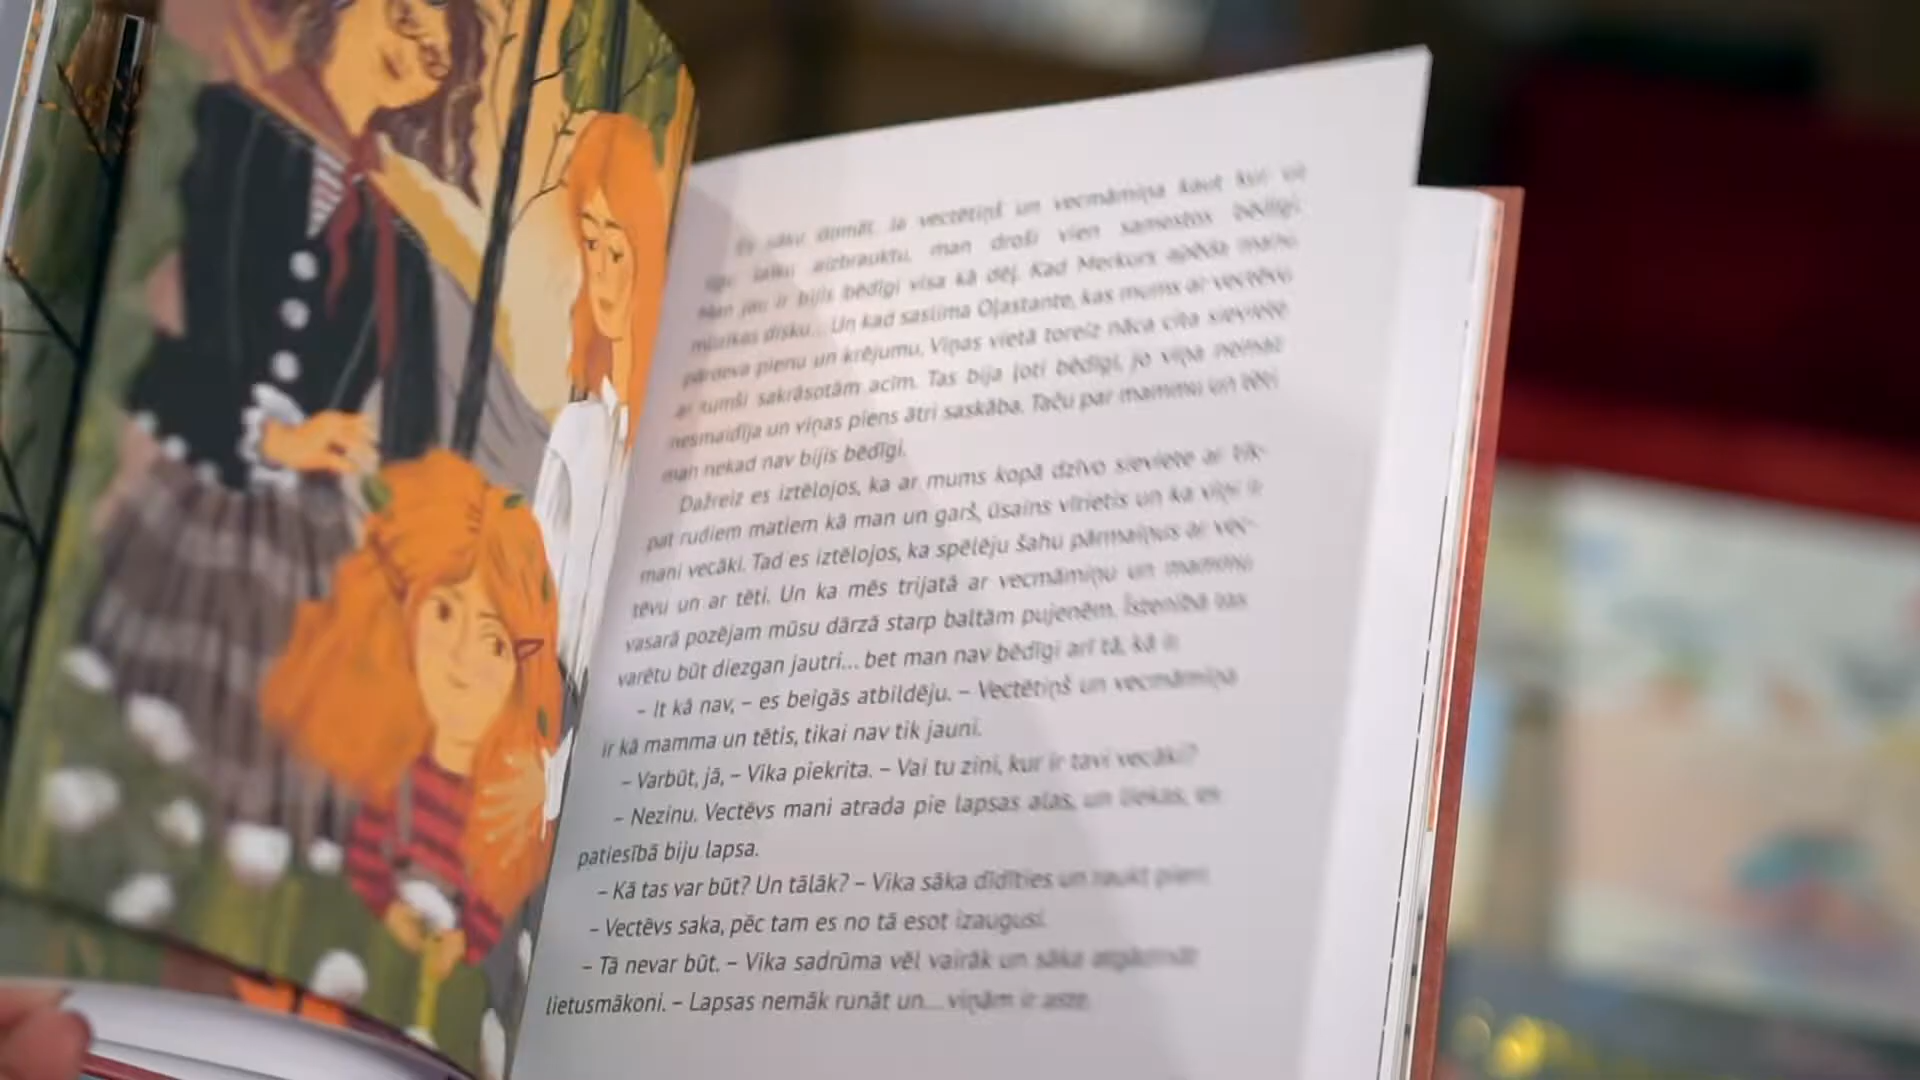 Es sāku domāt. Ja vectētiņš un vecmāmiņa kaut kur uz
ilgu laiku aizbrauktu, man droši vien samestos bēdīgi.
Man jau ir bijis bēdīgi visa kā dēļ. Kad Merkurs apēda manu
mūzikas disku... Un kad saslima Oļastante, kas mums ar vectēvu
pārdeva pienu un krējumu. Viņas vietā toreiz nāca cita sieviete
ar tumši sakrāsotām acīm. Tas bija ļoti bēdīgi, jo viņa nemaz
nesmaidīja un viņas piens ātri saskāba. Taču par mammu un tēti
man nekad nav bijis bēdīgi.
Dažreiz es iztēlojos, ka ar mums kopā dzīvo sieviete ar tik-
pat rudiem matiem kā man un garš, ūsains vīrietis un ka viņi ir
mani vecāki. Tad es iztēlojos, ka spēlēju šahu pārmaiņus ar vec-
tēvu un ar tēti. Un ka mēs trijatā ar vecmāmiņu un mammu
vasarā pozējam mūsu dārzā starp baltām pujenēm. Īstenībā tas
varētu būt diezgan jautri... bet man nav bēdīgi arī tā, kā ir.
– It kā nav, – es beigās atbildēju. – Vectētiņš un vecmāmiņa
ir kā mamma un tētis, tikai nav tik jauni.
– Varbūt, jā, – Vika piekrita. – Vai tu zini, kur ir tavi vecāki?
– Nezinu. Vectēvs mani atrada pie lapsas alas, un liekas, es
patiesībā biju lapsa.
– Kā tas var būt? Un tālāk? – Vika sāka dīdīties un raukt pieri.
– Vectēvs saka, pēc tam es no tā esot izaugusi.
– Tā nevar būt. – Vika sadrūma vēl vairāk un sāka atgādināt
lietusmākoni. – Lapsas nemāk runāt un... viņām ir aste.